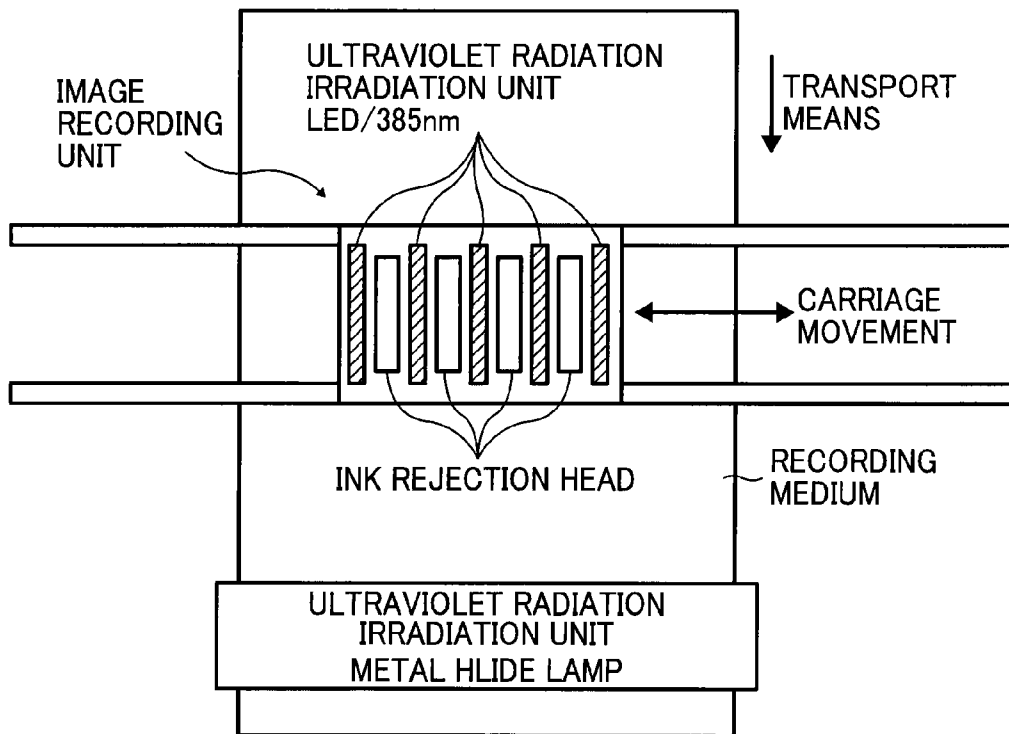 ULTRAVIOLET RADIATION
IRRADIATION UNIT
LED/385nm
IMAGE
RECORDING
UNIT
TRANSPORT
MEANS
CARRIAGE
MOVEMENT
INK REJECTION HEAD
RECORDING
MEDIUM
ULTRAVIOLET RADIATION
IRRADIATION UNIT
METAL HLIDE LAMP